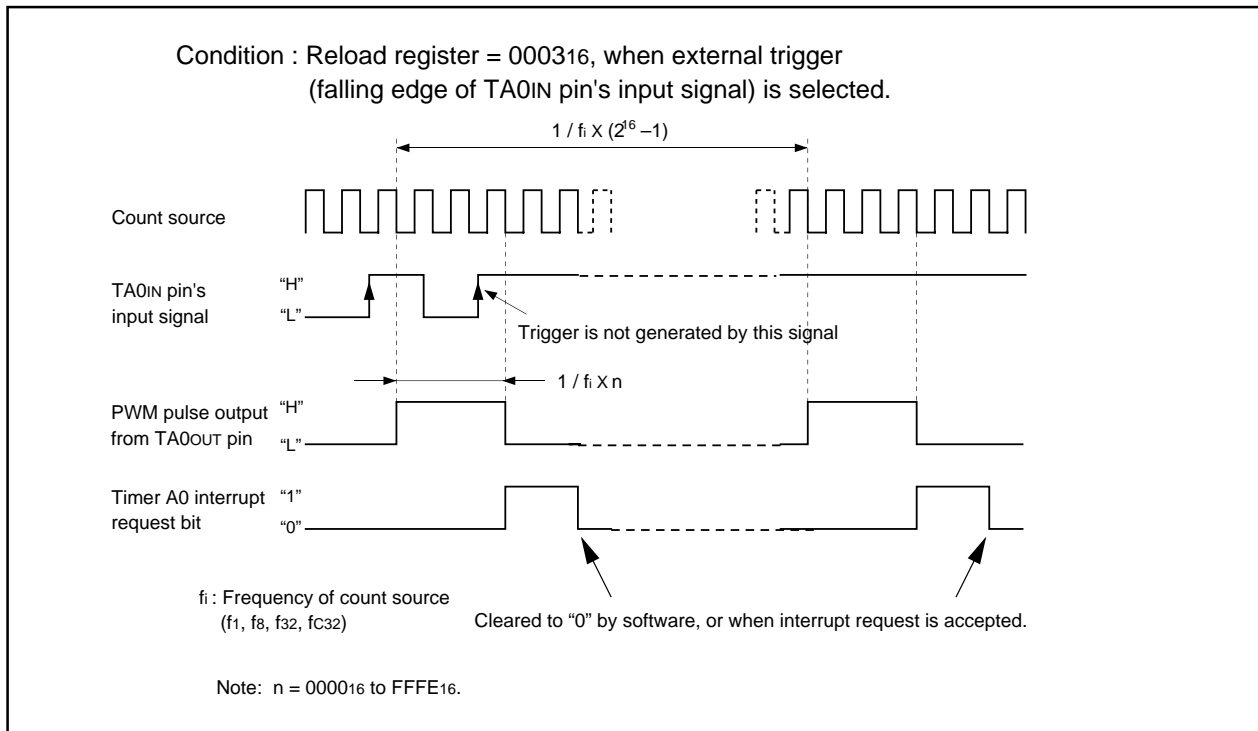 Condition : Reload register = 000316, when external trigger
(falling edge of TA0IN pin's input signal) is selected.
1 / fi X (2^16 –1)
Count source
TA0IN pin's
input signal
“H”
“L”
Trigger is not generated by this signal
1 / fi X n
PWM pulse output
from TA0OUT pin
“H”
“L”
Timer A0 interrupt
request bit
“1”
“0”
fi : Frequency of count source
(f1, f8, f32, fC32)
Cleared to “0” by software, or when interrupt request is accepted.
Note: n = 000016 to FFFE16.